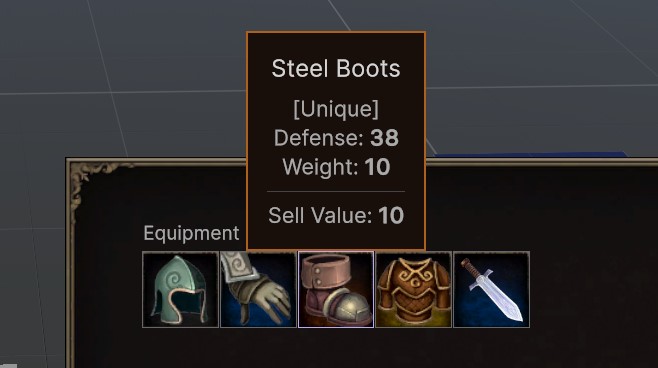 Steel Boots
[Unique]
Defense: 38
Weight: 10
Sell Value: 10
Equipment